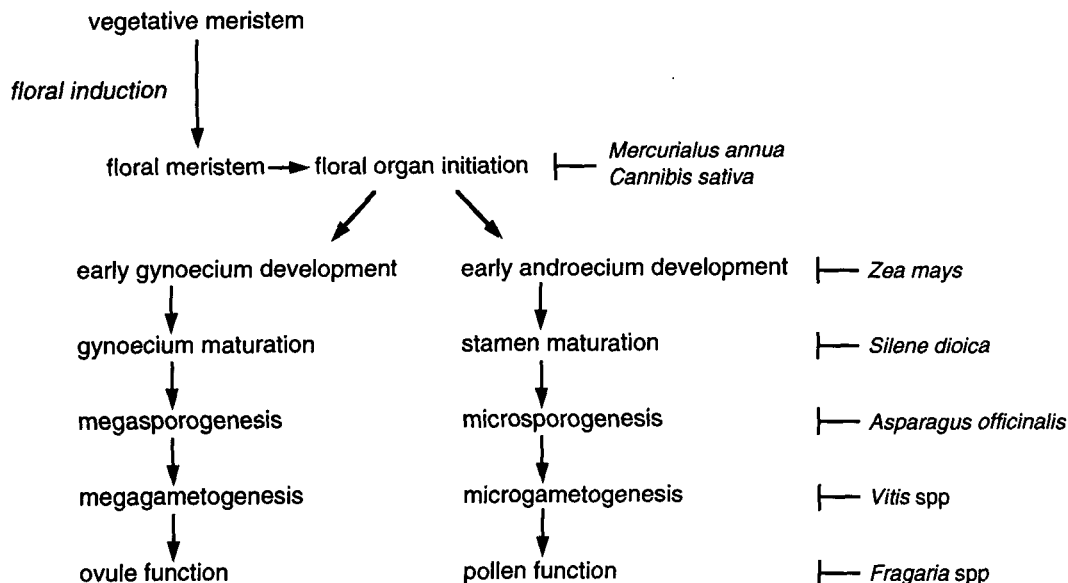 vegetative meristem
floral induction
floral meristem floral organ initiation Mercurialus annua
Cannibis sativa
early gynoecium development early androecium development Zea mays
gynoecium maturation stamen maturation Silene dioica
megasporogenesis microsporogenesis Asparagus officinalis
megagametogenesis microgametogenesis Vitis spp
ovule function pollen function Fragaria spp